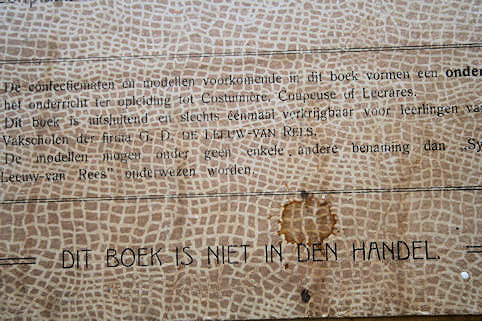 De confectiematen en modellen voorkomende in dit boek vormen een onder
het onderricht ter opleiding tot Costumière, Coupeuse of Leerares.
Dit boek is uitsluitend en slechts éénmaal verkrijgbaar voor leerlingen van
Vakscholen der firma G. D. DE LEEUW-VAN REES.
De modellen mogen onder geen enkele andere benaming dan „Sy
Leeuw-van Rees" onderwezen worden.
DIT BOEK IS NIET IN DEN HANDEL.